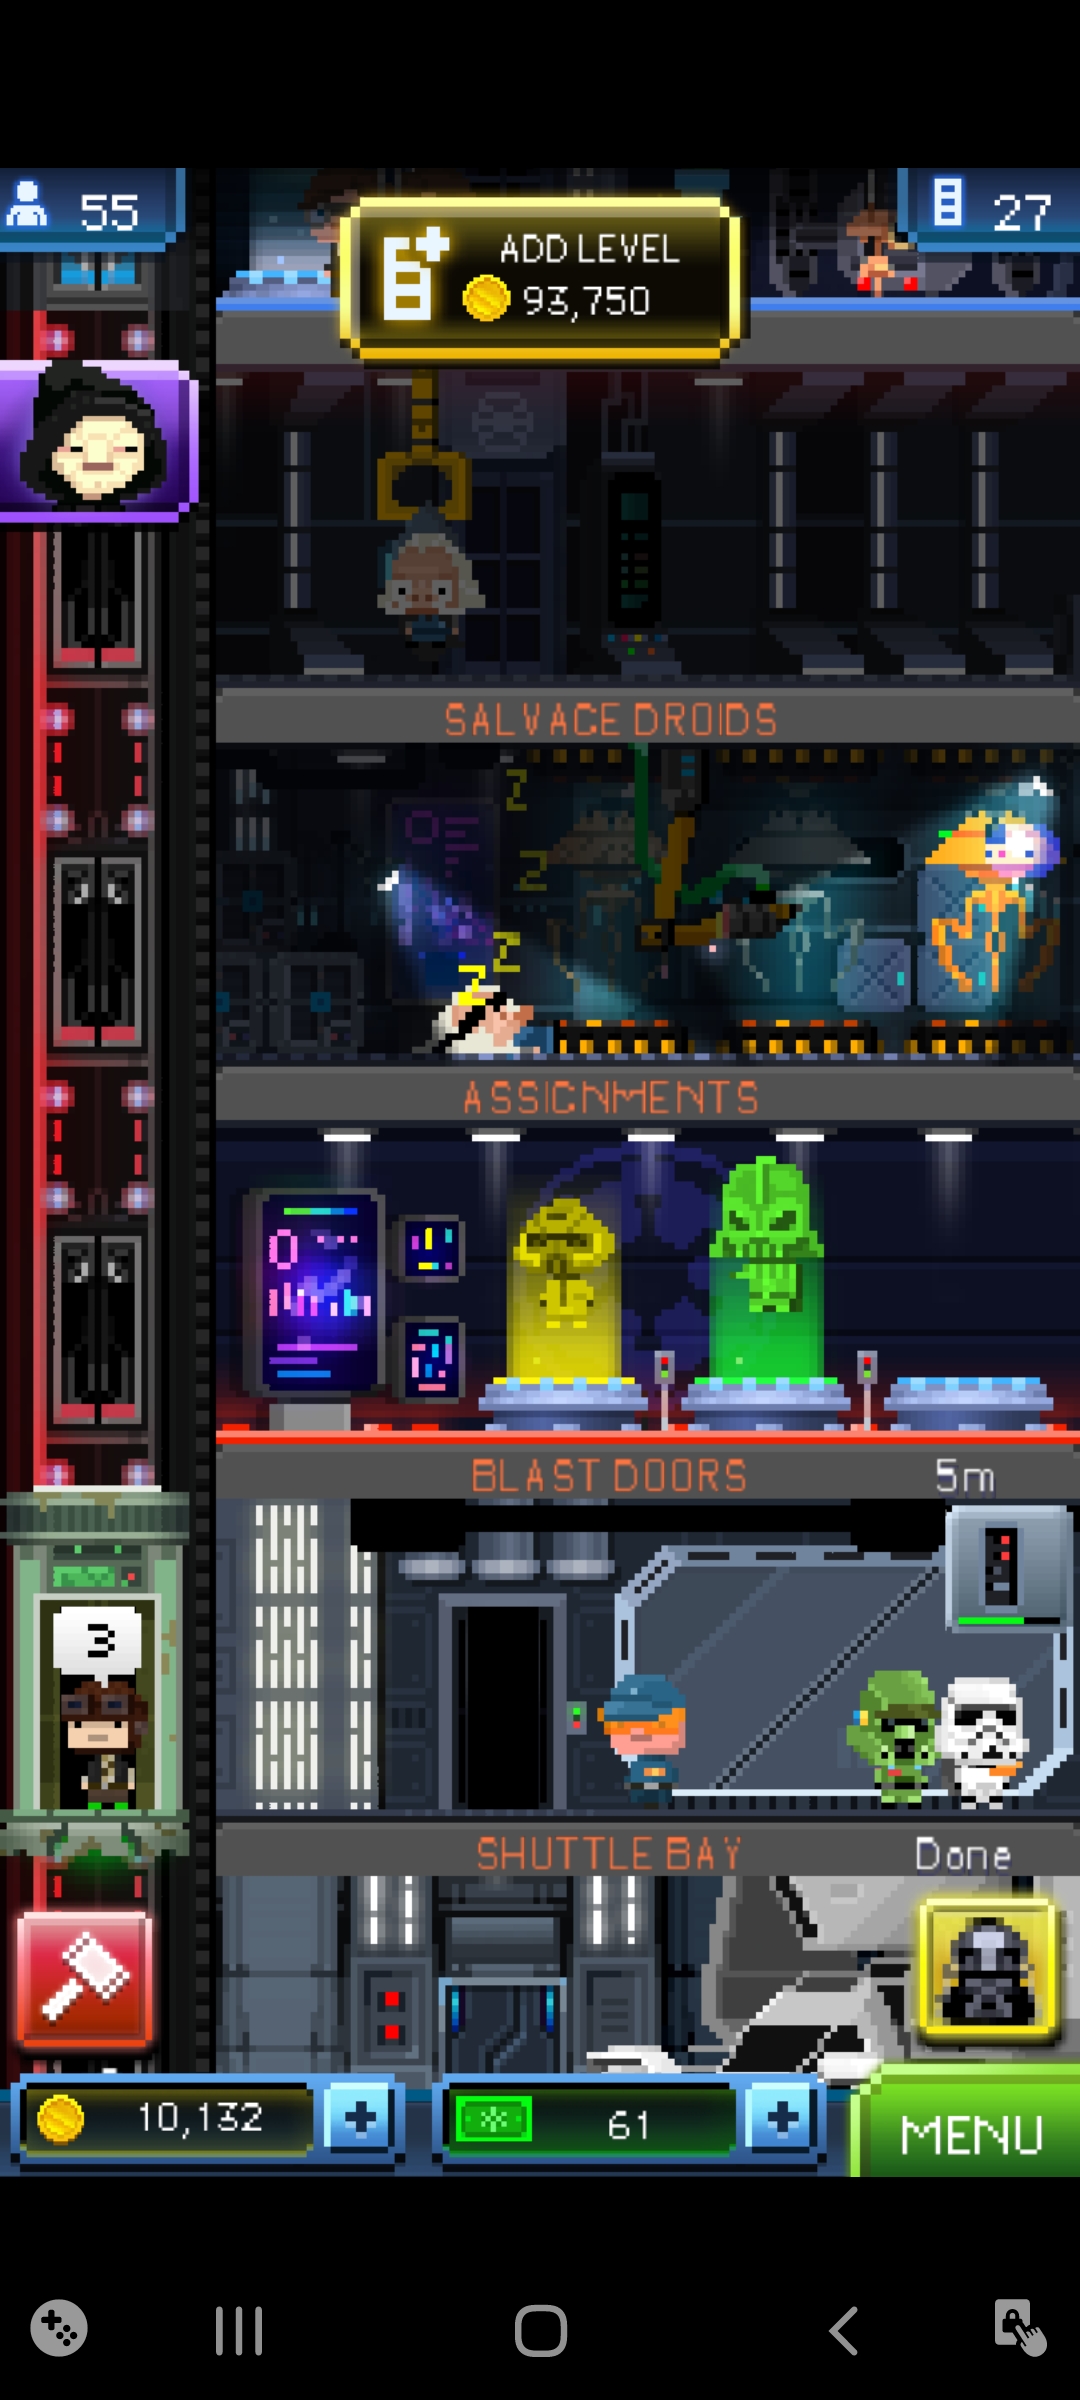 55
27
ADD LEVEL
93,750
SALVAGE DROIDS
Z
Z
Z
Z
ASSIGNMENTS
BLAST DOORS 5m
3
SHUTTLE BAY Done
10,132
61
MENU